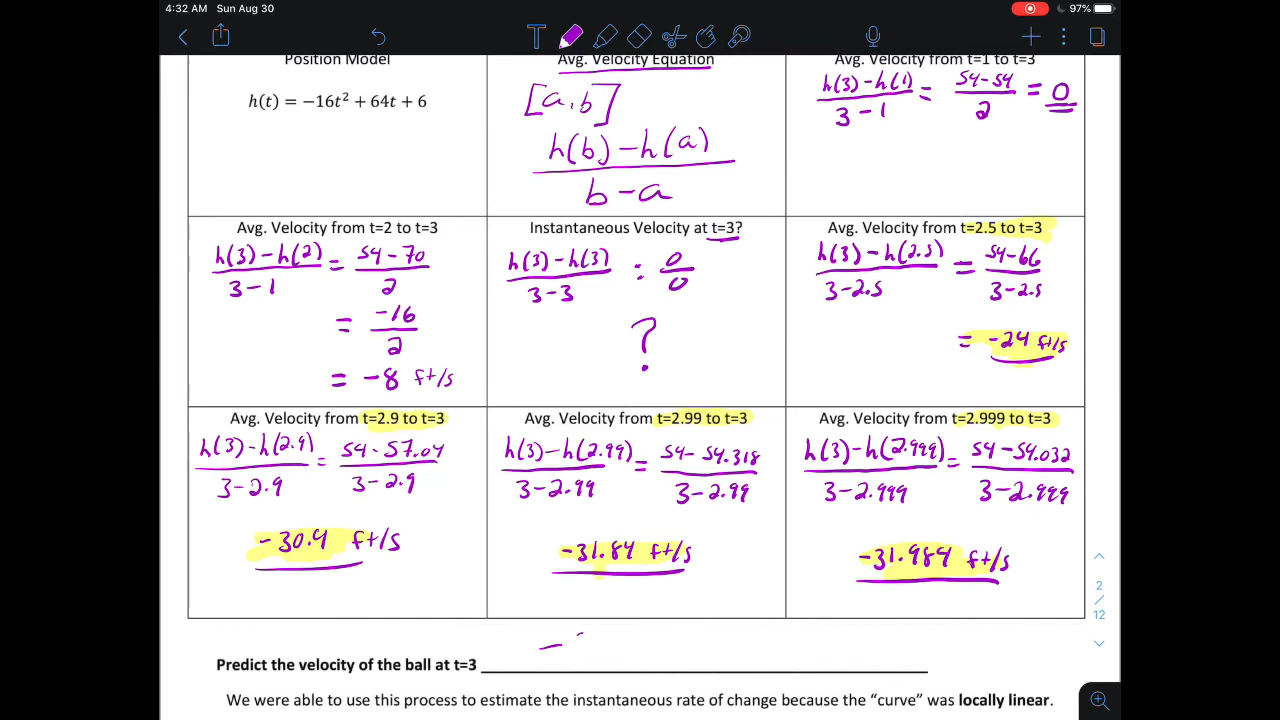 4:32 AM Sun Aug 30
97%
Position Model
h(t) = −16t² + 64t + 6
Avg. Velocity Equation
[a,b]
h(b) - h(a)
b - a
Avg. Velocity from t=1 to t=3
h(3) - h(1) = 54-54 = 0
3 - 1 2
Avg. Velocity from t=2 to t=3
h(3) - h(2) = 54 - 70
3 - 1 2
= -16
2
= -8 ft/s
Instantaneous Velocity at t=3?
h(3) - h(3) : 0
3 - 3 0
?
Avg. Velocity from t=2.5 to t=3
h(3) - h(2.5) = 54-66
3-2.5 3-2.5
= -24 ft/s
Avg. Velocity from t=2.9 to t=3
h(3) - h(2.9) = 54 - 57.04
3-2.9 3-2.9
-30.4 ft/s
Avg. Velocity from t=2.99 to t=3
h(3) - h(2.99) = 54 - 54.318
3-2.99 3-2.99
-31.84 ft/s
Avg. Velocity from t=2.999 to t=3
h(3) - h(2.999) = 54 - 54.032
3-2.999 3-2.999
-31.984 ft/s
2
/
12
Predict the velocity of the ball at t=3
We were able to use this process to estimate the instantaneous rate of change because the “curve” was locally linear.